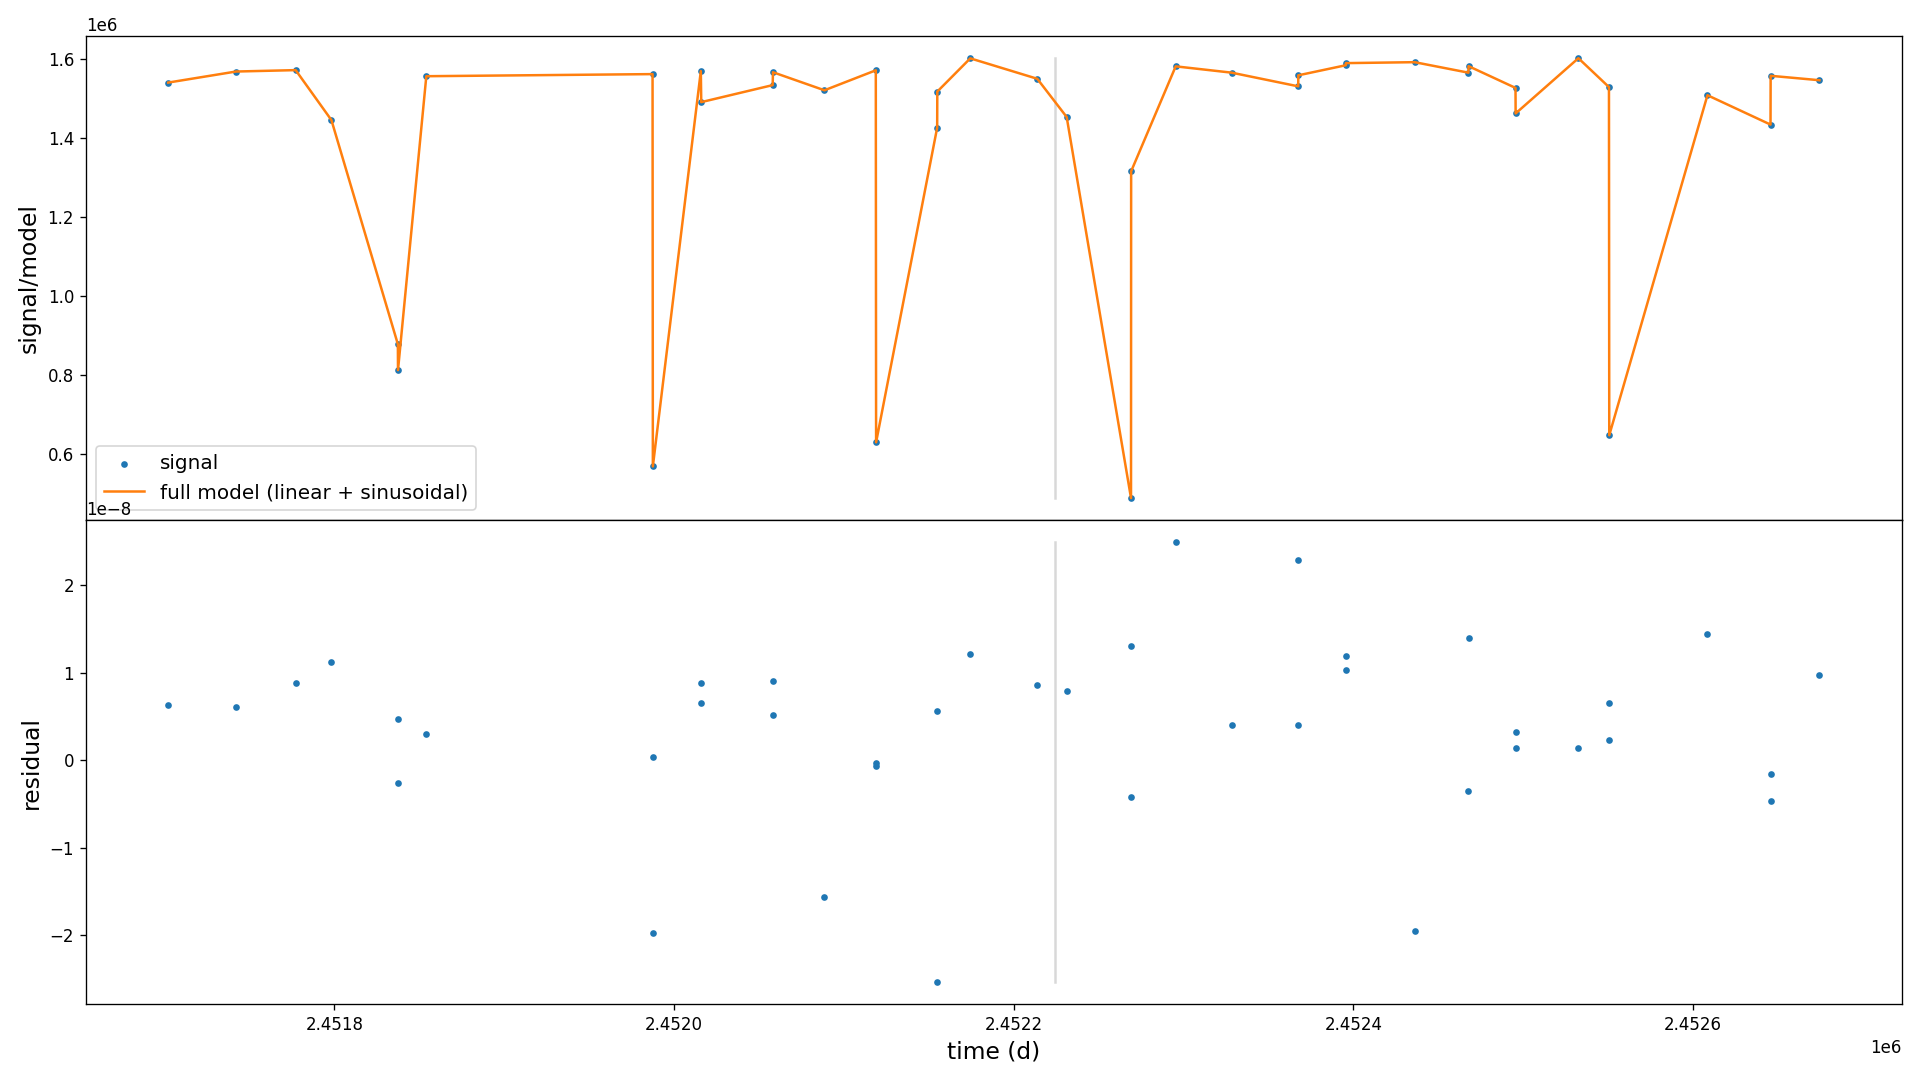 1e6
1.6
1.4
1.2
1.0
0.8
0.6
signal/model
signal
full model (linear + sinusoidal)
1e−8
2
1
0
−1
−2
residual
2.4518
2.4520
2.4522
2.4524
2.4526
1e6
time (d)